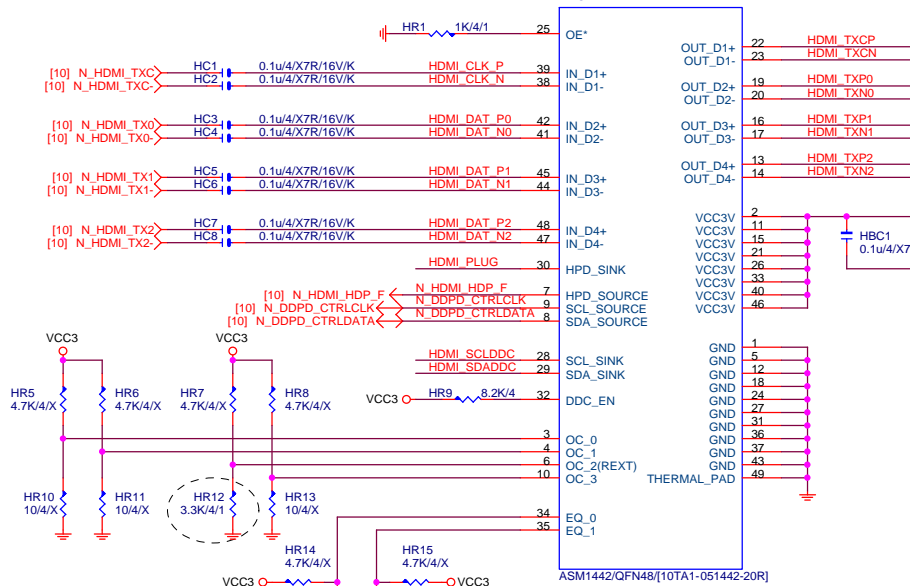 HR1 1K/4/1 25 OE*
OUT_D1+ 22 HDMI_TXCP
OUT_D1- 23 HDMI_TXCN
[10] N_HDMI_TXC HC1 0.1u/4/X7R/16V/K HDMI_CLK_P 39 IN_D1+
[10] N_HDMI_TXC- HC2 0.1u/4/X7R/16V/K HDMI_CLK_N 38 IN_D1-
OUT_D2+ 19 HDMI_TXP0
OUT_D2- 20 HDMI_TXN0
[10] N_HDMI_TX0 HC3 0.1u/4/X7R/16V/K HDMI_DAT_P0 42 IN_D2+
[10] N_HDMI_TX0- HC4 0.1u/4/X7R/16V/K HDMI_DAT_N0 41 IN_D2-
OUT_D3+ 16 HDMI_TXP1
OUT_D3- 17 HDMI_TXN1
[10] N_HDMI_TX1 HC5 0.1u/4/X7R/16V/K HDMI_DAT_P1 45 IN_D3+
[10] N_HDMI_TX1- HC6 0.1u/4/X7R/16V/K HDMI_DAT_N1 44 IN_D3-
OUT_D4+ 13 HDMI_TXP2
OUT_D4- 14 HDMI_TXN2
[10] N_HDMI_TX2 HC7 0.1u/4/X7R/16V/K HDMI_DAT_P2 48 IN_D4+
[10] N_HDMI_TX2- HC8 0.1u/4/X7R/16V/K HDMI_DAT_N2 47 IN_D4-
VCC3V 2
VCC3V 11
VCC3V 15
VCC3V 21
VCC3V 26
VCC3V 33
VCC3V 40
VCC3V 46
HBC1
0.1u/4/X7
HDMI_PLUG 30 HPD_SINK
[10] N_HDMI_HDP_F N_HDMI_HDP_F 7 HPD_SOURCE
[10] N_DDPD_CTRLCLK N_DDPD_CTRLCLK 9 SCL_SOURCE
[10] N_DDPD_CTRLDATA N_DDPD_CTRLDATA 8 SDA_SOURCE
GND 1
GND 5
GND 12
GND 18
GND 24
GND 27
GND 31
GND 36
GND 37
GND 43
THERMAL_PAD 49
HDMI_SCLDDC 28 SCL_SINK
HDMI_SDADDC 29 SDA_SINK
VCC3 HR9 8.2K/4 32 DDC_EN
VCC3 VCC3
HR5 HR6 HR7 HR8
4.7K/4/X 4.7K/4/X 4.7K/4/X 4.7K/4/X
3 OC_0
4 OC_1
6 OC_2(REXT)
10 OC_3
HR10 HR11 HR12 HR13
10/4/X 10/4/X 3.3K/4/1 10/4/X
34 EQ_0
35 EQ_1
HR14 HR15
4.7K/4/X 4.7K/4/X
VCC3 VCC3
ASM1442/QFN48/[10TA1-051442-20R]